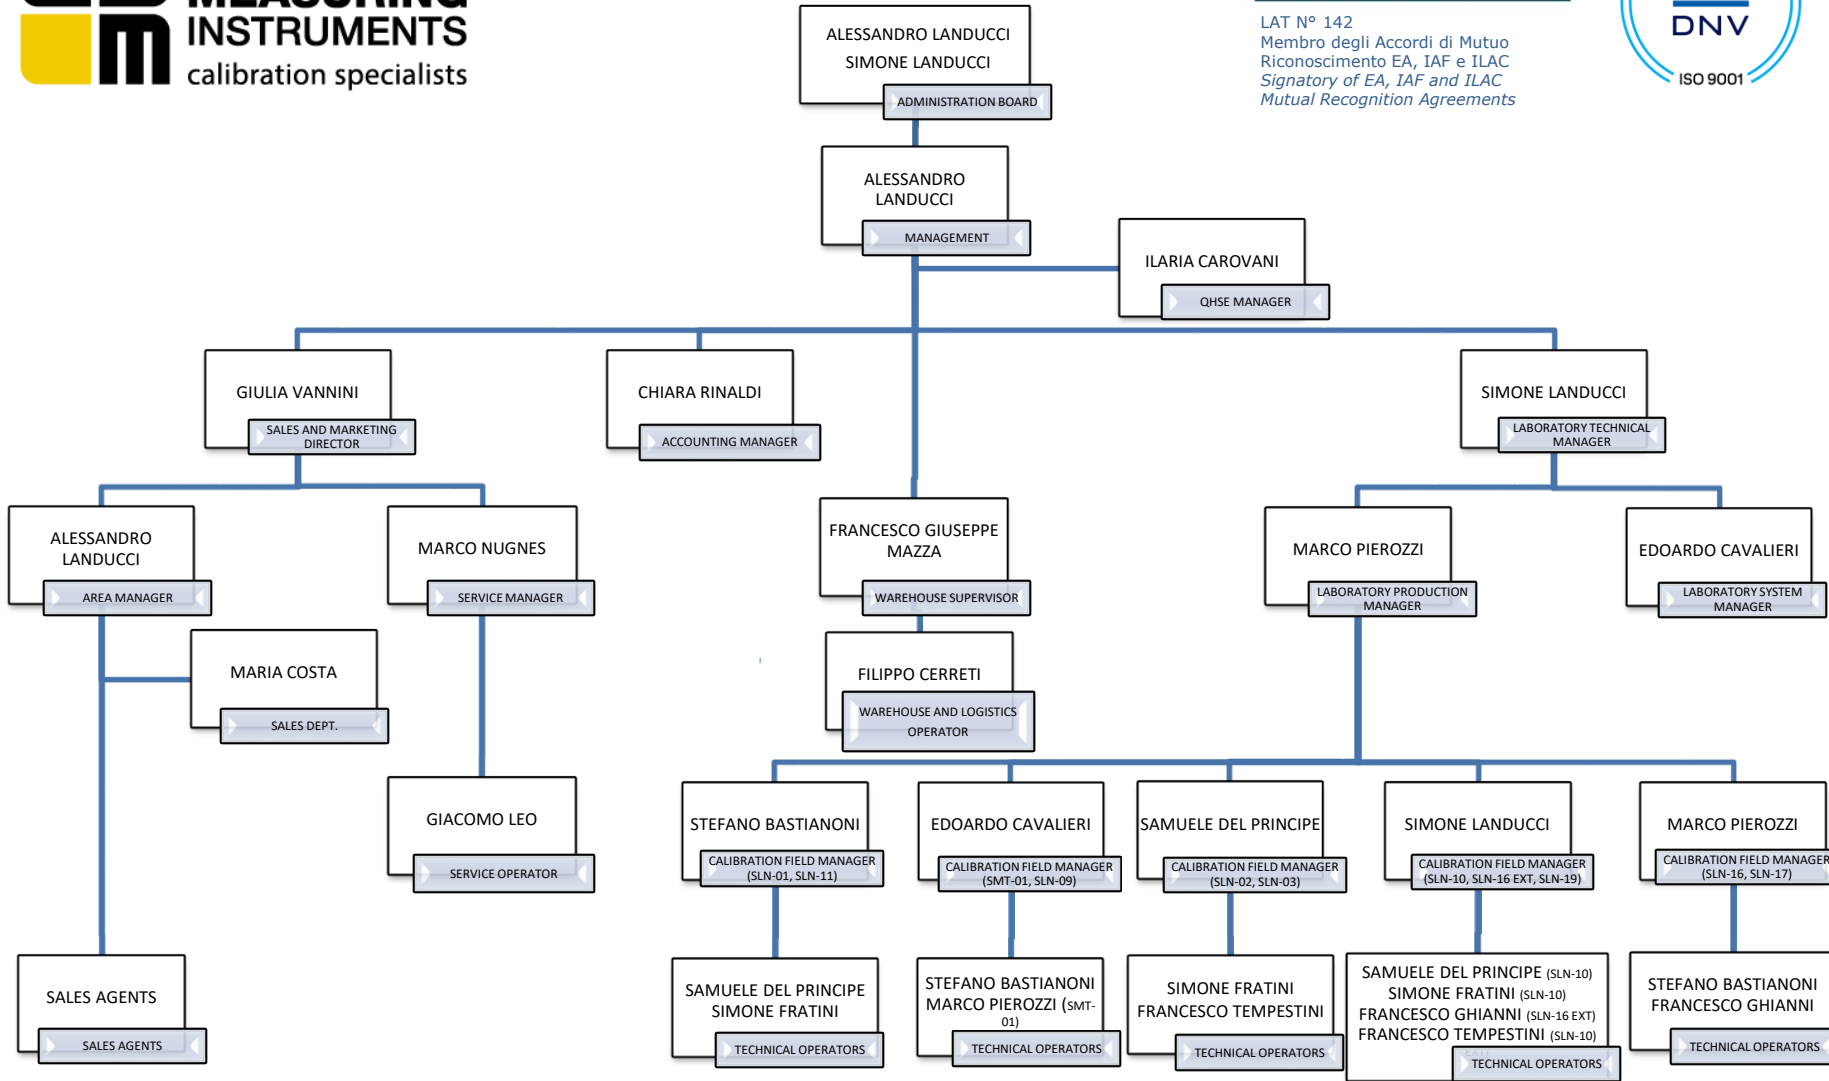 MEASURING
INSTRUMENTS
calibration specialists
m
ALESSANDRO LANDUCCI
SIMONE LANDUCCI
ADMINISTRATION BOARD
LAT N° 142
Membro degli Accordi di Mutuo
Riconoscimento EA, IAF e ILAC
Signatory of EA, IAF and ILAC
Mutual Recognition Agreements
DNV
ISO 9001
ALESSANDRO
LANDUCCI
MANAGEMENT
ILARIA CAROVANI
QHSE MANAGER
GIULIA VANNINI
SALES AND MARKETING
DIRECTOR
CHIARA RINALDI
ACCOUNTING MANAGER
SIMONE LANDUCCI
LABORATORY TECHNICAL
MANAGER
ALESSANDRO
LANDUCCI
AREA MANAGER
MARCO NUGNES
SERVICE MANAGER
FRANCESCO GIUSEPPE
MAZZA
WAREHOUSE SUPERVISOR
MARCO PIEROZZI
LABORATORY PRODUCTION
MANAGER
EDOARDO CAVALIERI
LABORATORY SYSTEM
MANAGER
MARIA COSTA
SALES DEPT.
FILIPPO CERRETI
WAREHOUSE AND LOGISTICS
OPERATOR
GIACOMO LEO
SERVICE OPERATOR
STEFANO BASTIANONI
CALIBRATION FIELD MANAGER
(SLN-01, SLN-11)
EDOARDO CAVALIERI
CALIBRATION FIELD MANAGER
(SMT-01, SLN-09)
SAMUELE DEL PRINCIPE
CALIBRATION FIELD MANAGER
(SLN-02, SLN-03)
SIMONE LANDUCCI
CALIBRATION FIELD MANAGER
(SLN-10, SLN-16 EXT, SLN-19)
MARCO PIEROZZI
CALIBRATION FIELD MANAGER
(SLN-16, SLN-17)
SALES AGENTS
SALES AGENTS
SAMUELE DEL PRINCIPE
SIMONE FRATINI
TECHNICAL OPERATORS
STEFANO BASTIANONI
MARCO PIEROZZI (SMT-
01)
TECHNICAL OPERATORS
SIMONE FRATINI
FRANCESCO TEMPESTINI
TECHNICAL OPERATORS
SAMUELE DEL PRINCIPE (SLN-10)
SIMONE FRATINI (SLN-10)
FRANCESCO GHIANNI (SLN-16 EXT)
FRANCESCO TEMPESTINI (SLN-10)
TECHNICAL OPERATORS
STEFANO BASTIANONI
FRANCESCO GHIANNI
TECHNICAL OPERATORS